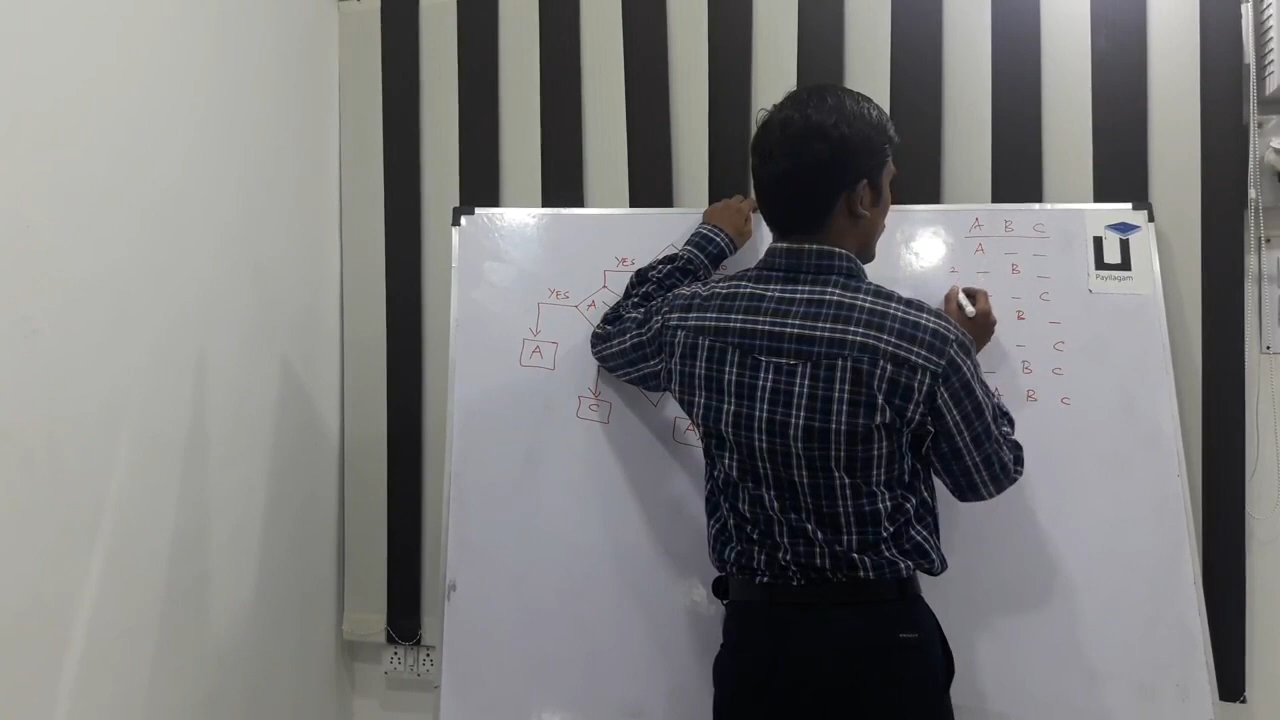 A B C
A - -
YES
2 - B -
Payilagam
YES
A
- - C
B -
A
- C
- B C
C
A B C
A